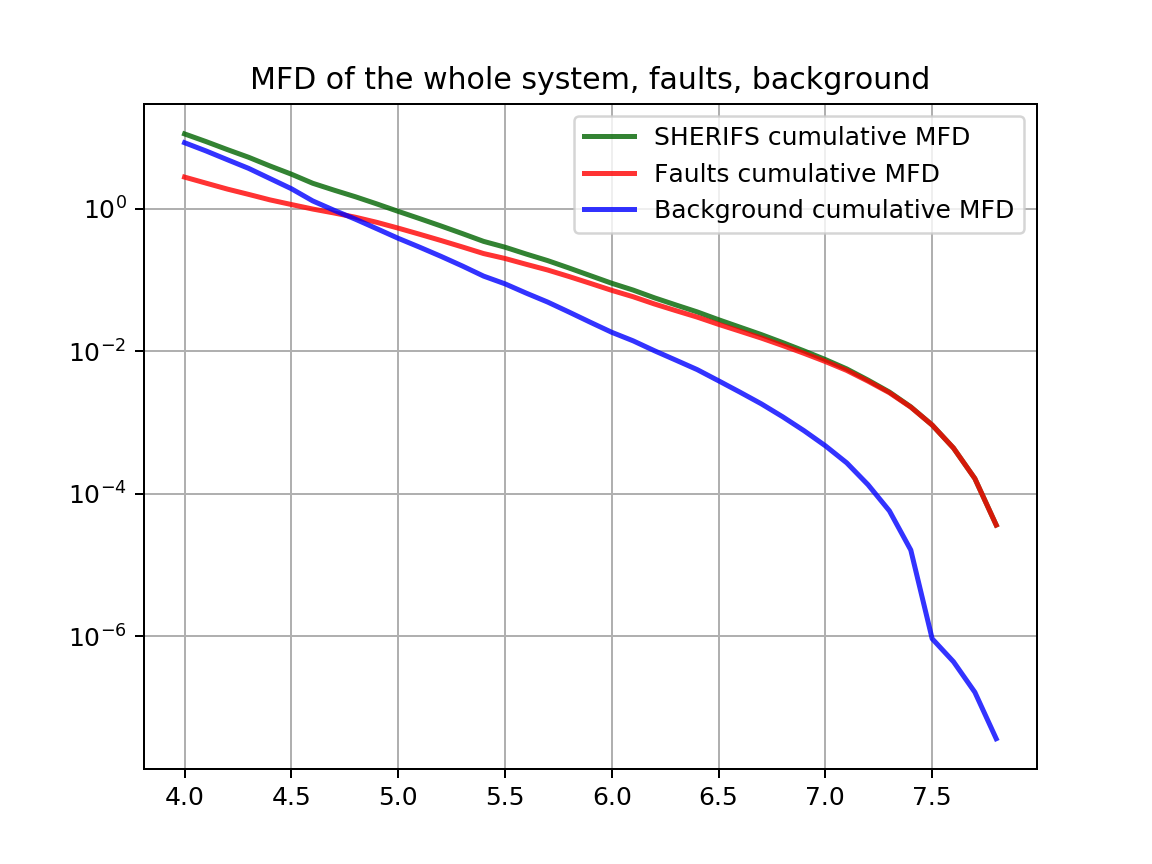 MFD of the whole system, faults, background
SHERIFS cumulative MFD
Faults cumulative MFD
Background cumulative MFD
10⁰
10⁻²
10⁻⁴
10⁻⁶
4.0 4.5 5.0 5.5 6.0 6.5 7.0 7.5